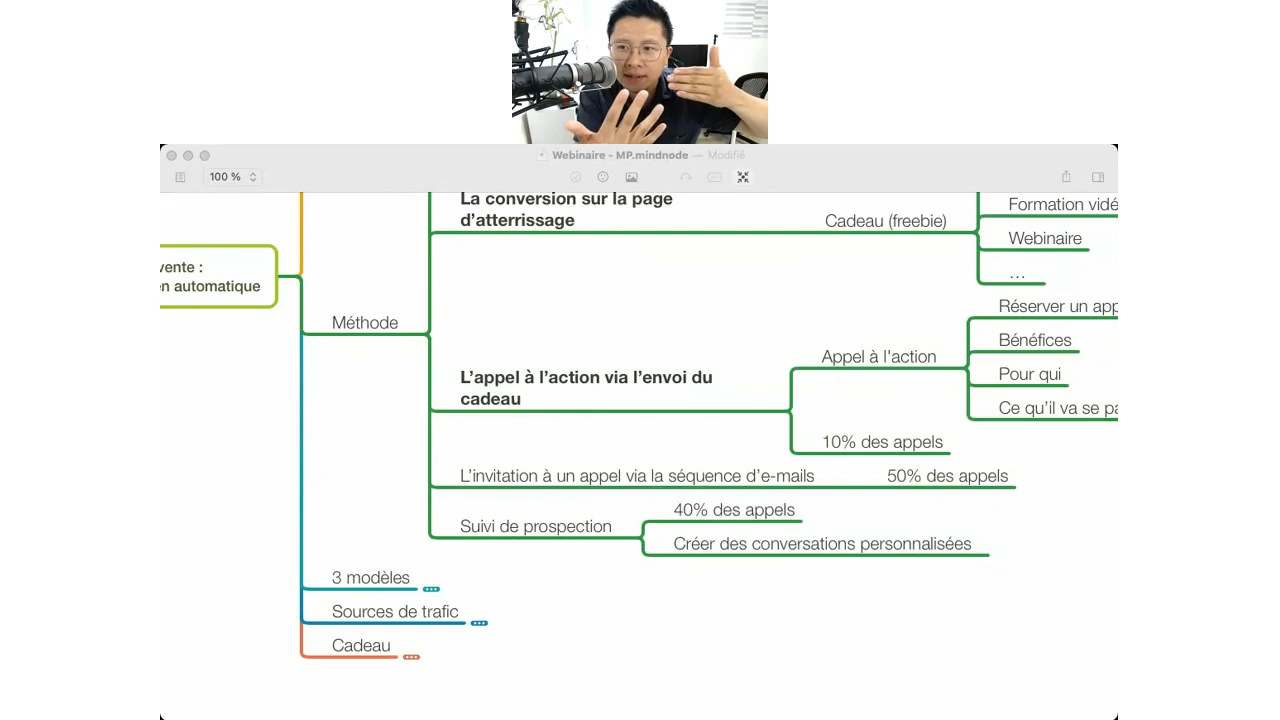 Webinaire - MP.mindnode — Modifié
100 %
La conversion sur la page
d’atterrissage
Cadeau (freebie)
Formation vidé
Webinaire
...
vente :
en automatique
Méthode
Réserver un app
Bénéfices
Appel à l'action
Pour qui
L’appel à l’action via l’envoi du
cadeau
Ce qu’il va se pa
10% des appels
L’invitation à un appel via la séquence d’e-mails
50% des appels
40% des appels
Suivi de prospection
Créer des conversations personnalisées
3 modèles
Sources de trafic
Cadeau